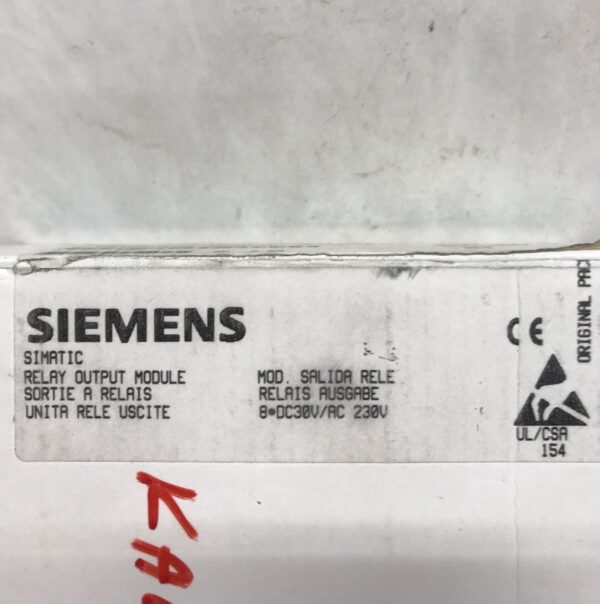 SIEMENS
SIMATIC
RELAY OUTPUT MODULE
SORTIE A RELAIS
UNITA RELE USCITE
MOD. SALIDA RELE
RELAIS AUSGABE
8*DC30V/AC 230V
CE
ORIGINAL
UL/CSA
154